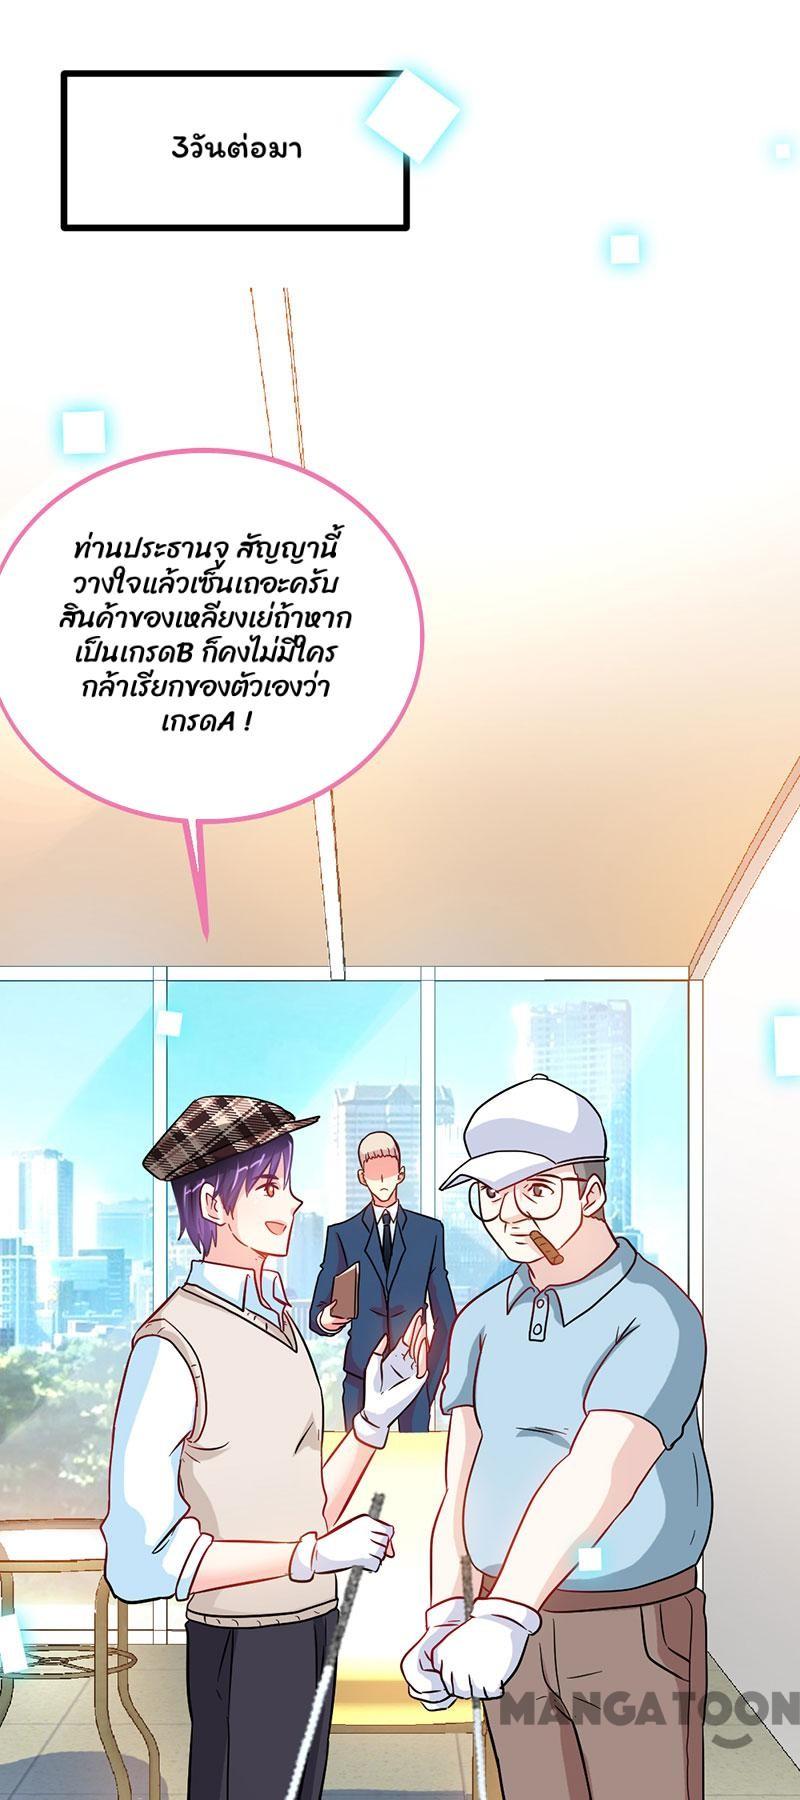 3วันต่อมา
ท่านประธานจู สัญญานี้
วางใจแล้วเซ็นเถอะครับ
สินค้าของเหลียงเย่ถ้าหาก
เป็นเกรดB ก็คงไม่มีใคร
กล้าเรียกของตัวเองว่า
เกรดA !
MANGATOON